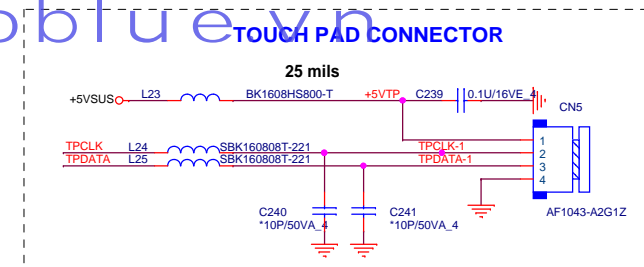 oblue.vn
TOUCH PAD CONNECTOR
25 mils
+5VSUS L23 BK1608HS800-T +5VTP C239 0.1U/16VE_4
CN5
TPCLK L24 SBK160808T-221 TPCLK-1
TPDATA L25 SBK160808T-221 TPDATA-1
1
2
3
4
C240 C241 AF1043-A2G1Z
*10P/50VA_4 *10P/50VA_4